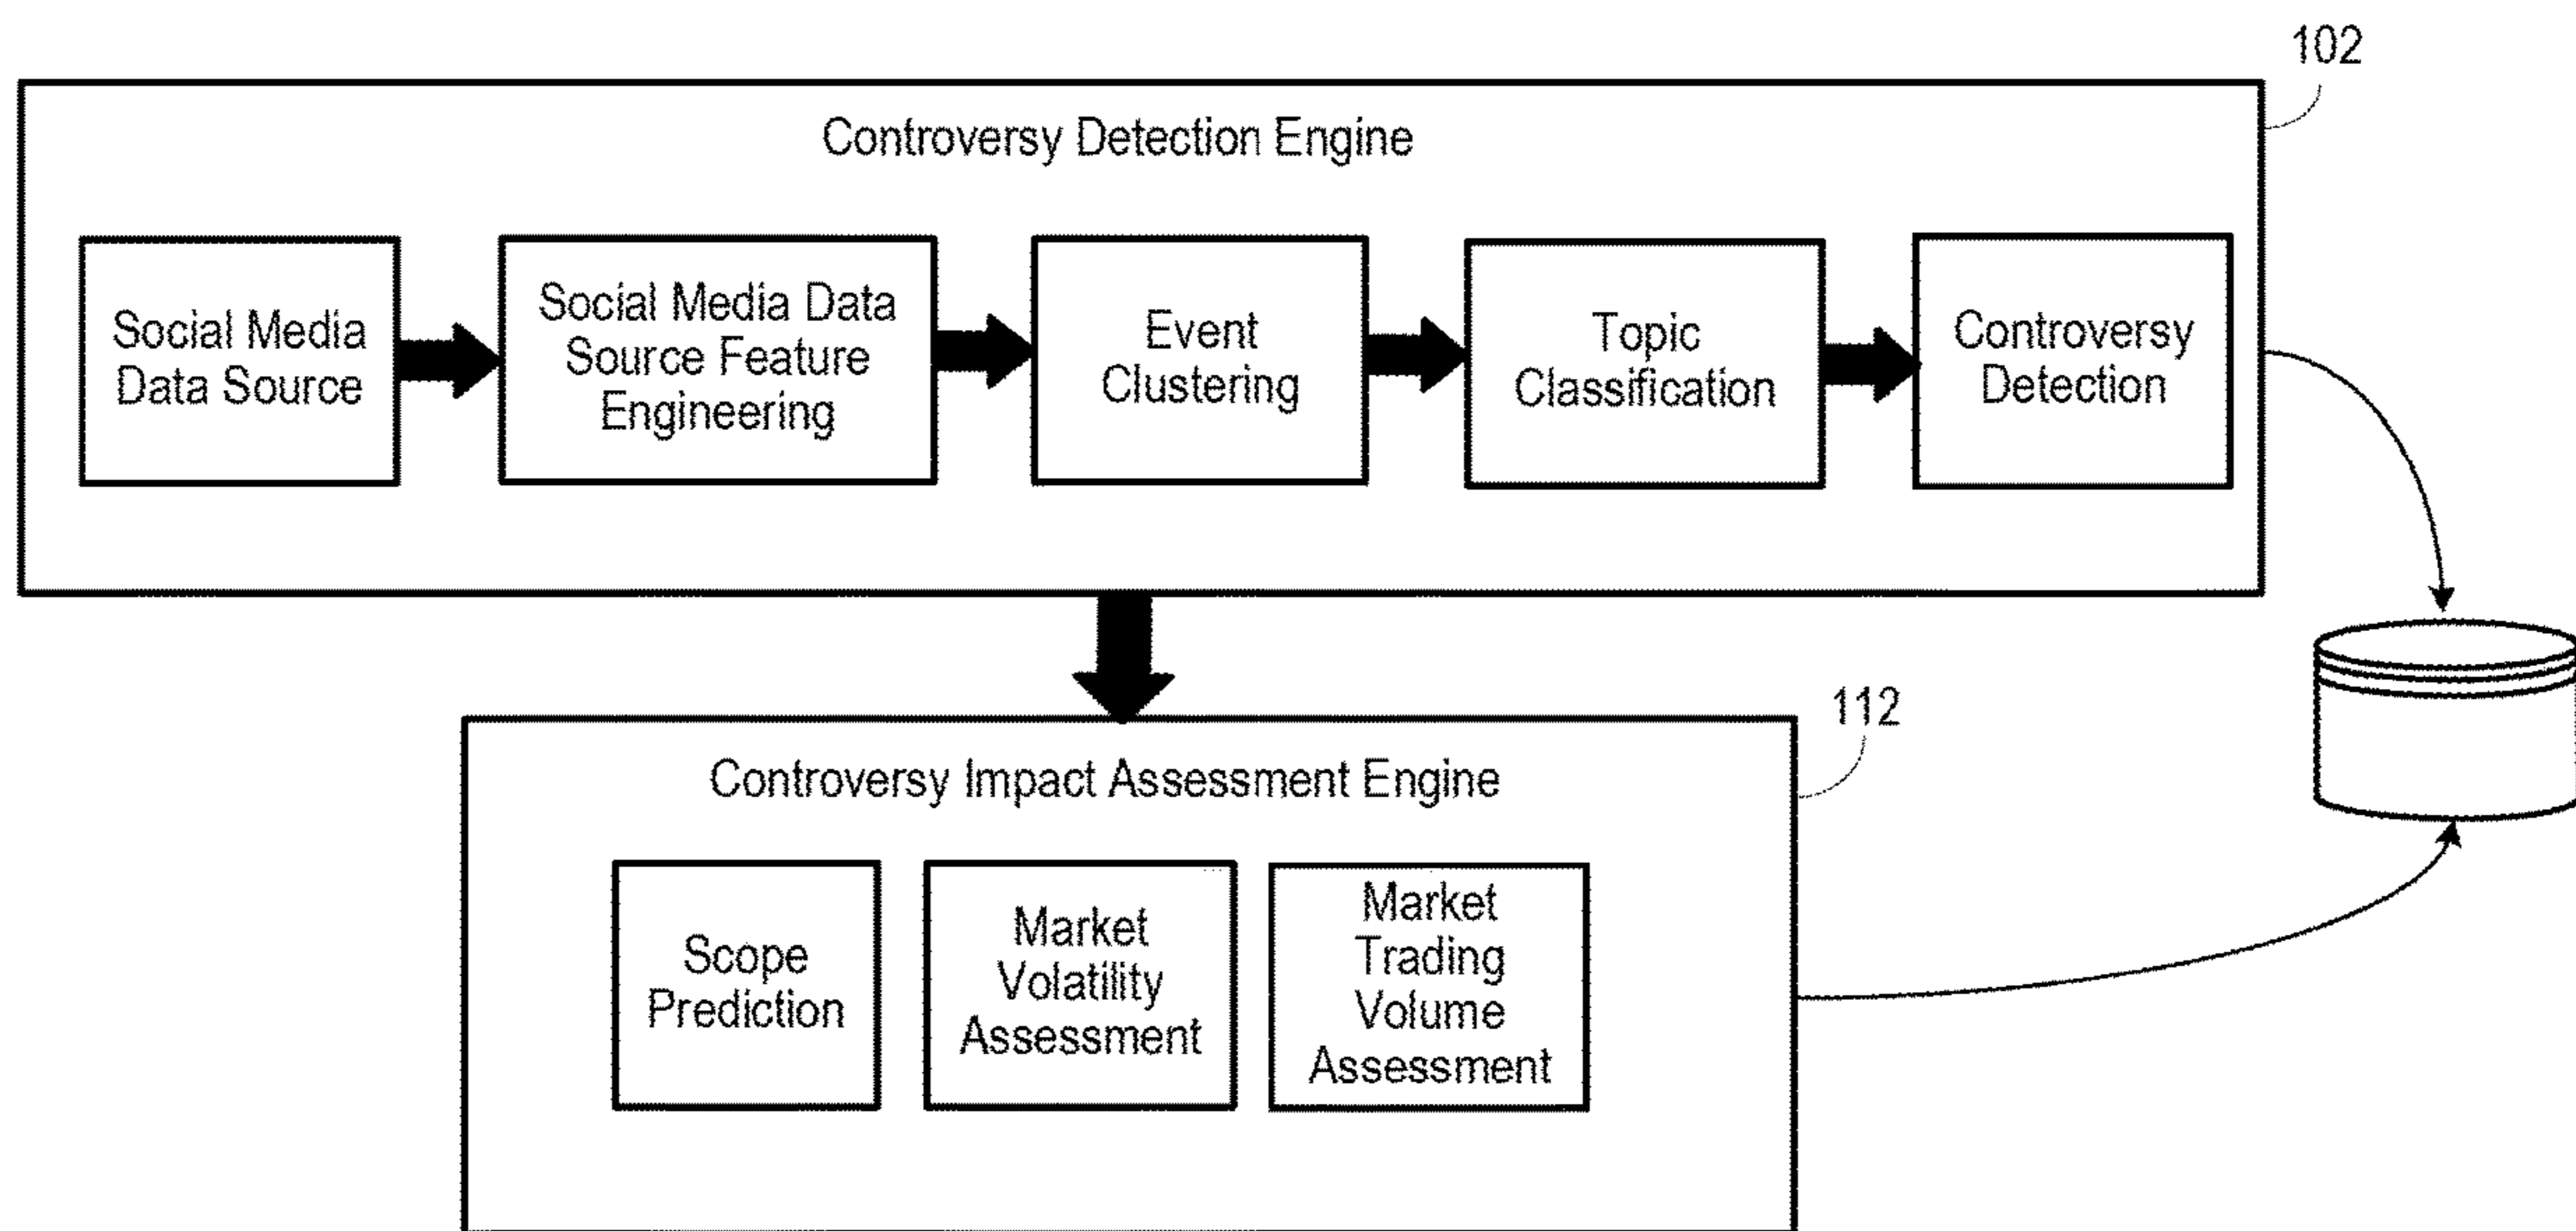 102
Controversy Detection Engine
Social Media
Data Source
Social Media Data
Source Feature
Engineering
Event
Clustering
Topic
Classification
Controversy
Detection
112
Controversy Impact Assessment Engine
Scope
Prediction
Market
Volatility
Assessment
Market
Trading
Volume
Assessment